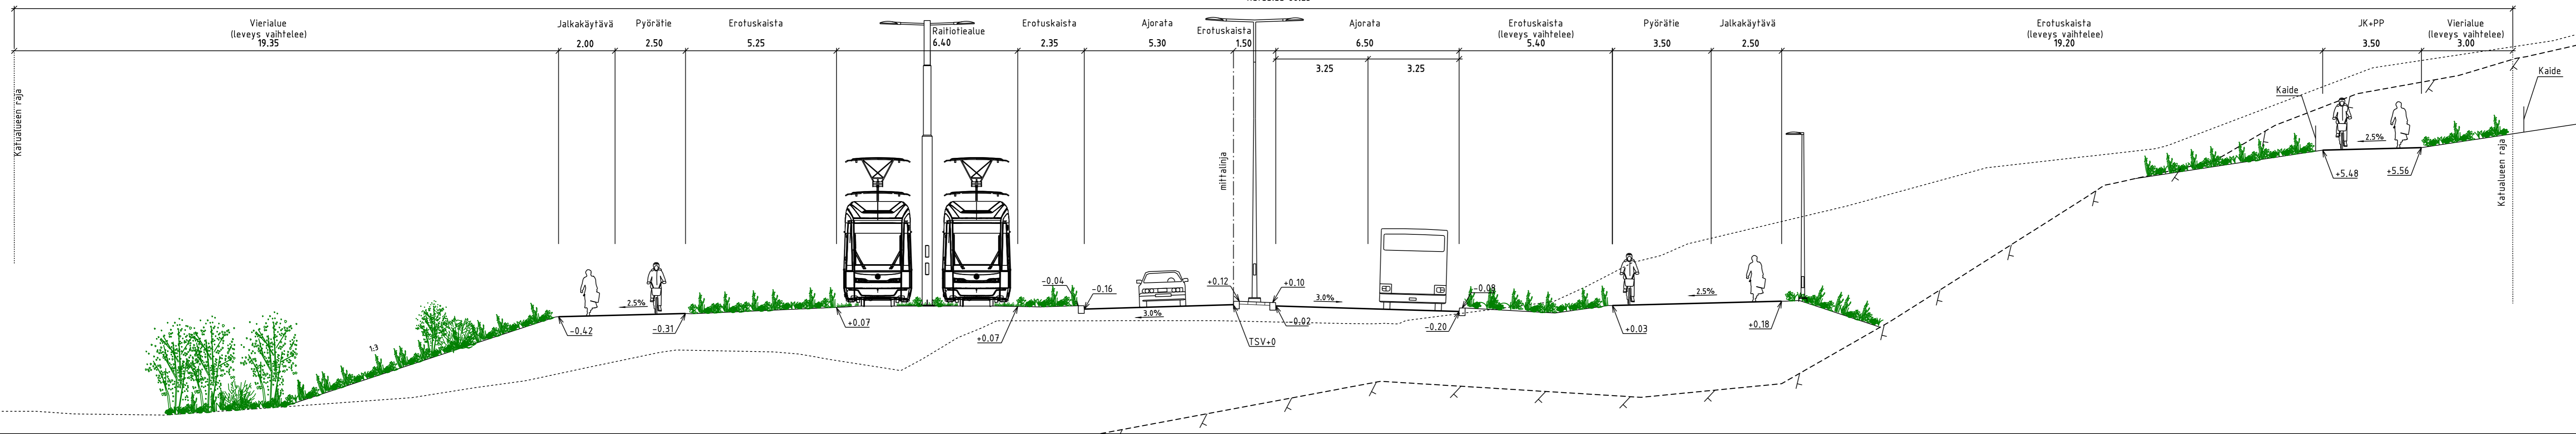 Vierialue
(leveys vaihtelee)
19.35
Jalkakäytävä
2.00
Pyörätie
2.50
Erotuskaista
5.25
Raitiotiealue
6.40
Erotuskaista
2.35
Ajorata
5.30
Erotuskaista
1.50
Ajorata
6.50
3.25
3.25
Erotuskaista
(leveys vaihtelee)
5.40
Pyörätie
3.50
Jalkakäytävä
2.50
Erotuskaista
(leveys vaihtelee)
19.20
JK+PP
3.50
Vierialue
(leveys vaihtelee)
3.00
Katualueen raja
Kaide
Kaide
Katualueen raja
mittalinja
1:3
-0.42
2.5%
-0.31
+0.07
+0.07
-0.04
-0.16
3.0%
+0.12
TSV+0
+0.10
-0.02
3.0%
-0.08
-0.20
+0.03
2.5%
+0.18
2.5%
+5.48
+5.56